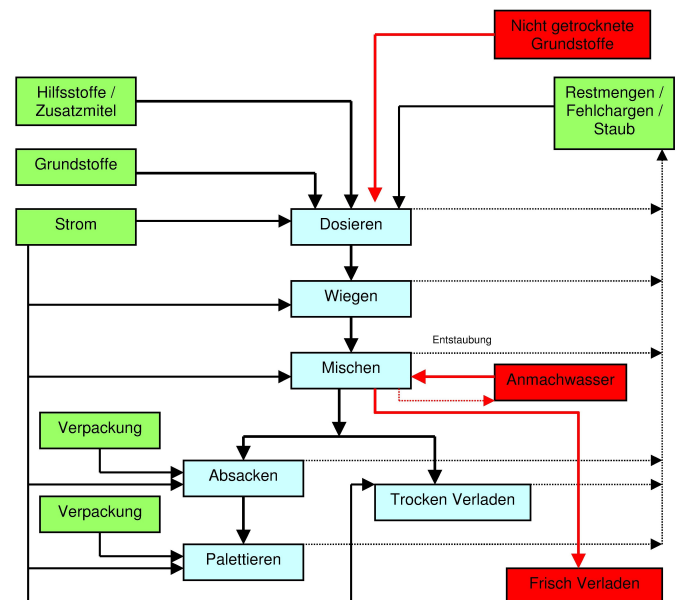 Nicht getrocknete
Grundstoffe
Hilfsstoffe /
Zusatzmitel
Restmengen /
Fehlchargen /
Staub
Grundstoffe
Strom
Dosieren
Wiegen
Entstaubung
Mischen
Anmachwasser
Verpackung
Absacken
Trocken Verladen
Verpackung
Palettieren
Frisch Verladen